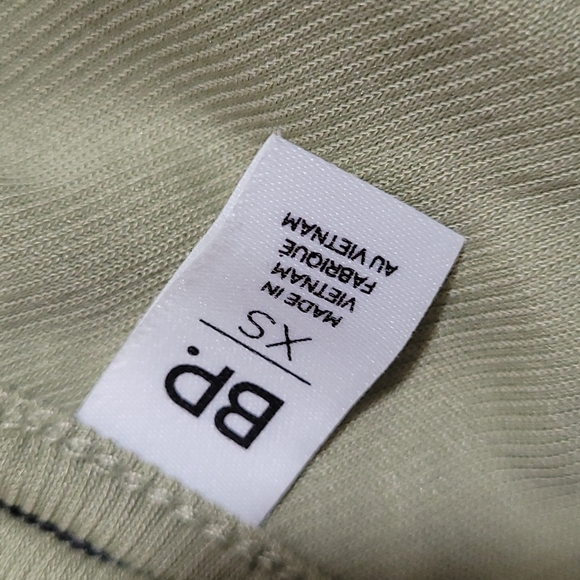 BP.
XS
MADE IN
VIETNAM
FABRIQUÉ
AU VIETNAM